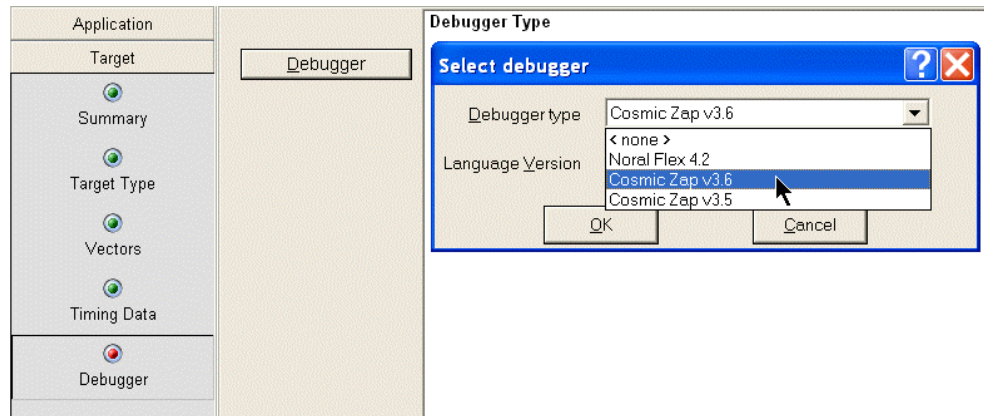 Application
Target
Summary
Target Type
Vectors
Timing Data
Debugger
Debugger
Debugger Type
Select debugger
?
Debugger type
Cosmic Zap v3.6
< none >
Noral Flex 4.2
Cosmic Zap v3.6
Cosmic Zap v3.5
Language Version
OK
Cancel